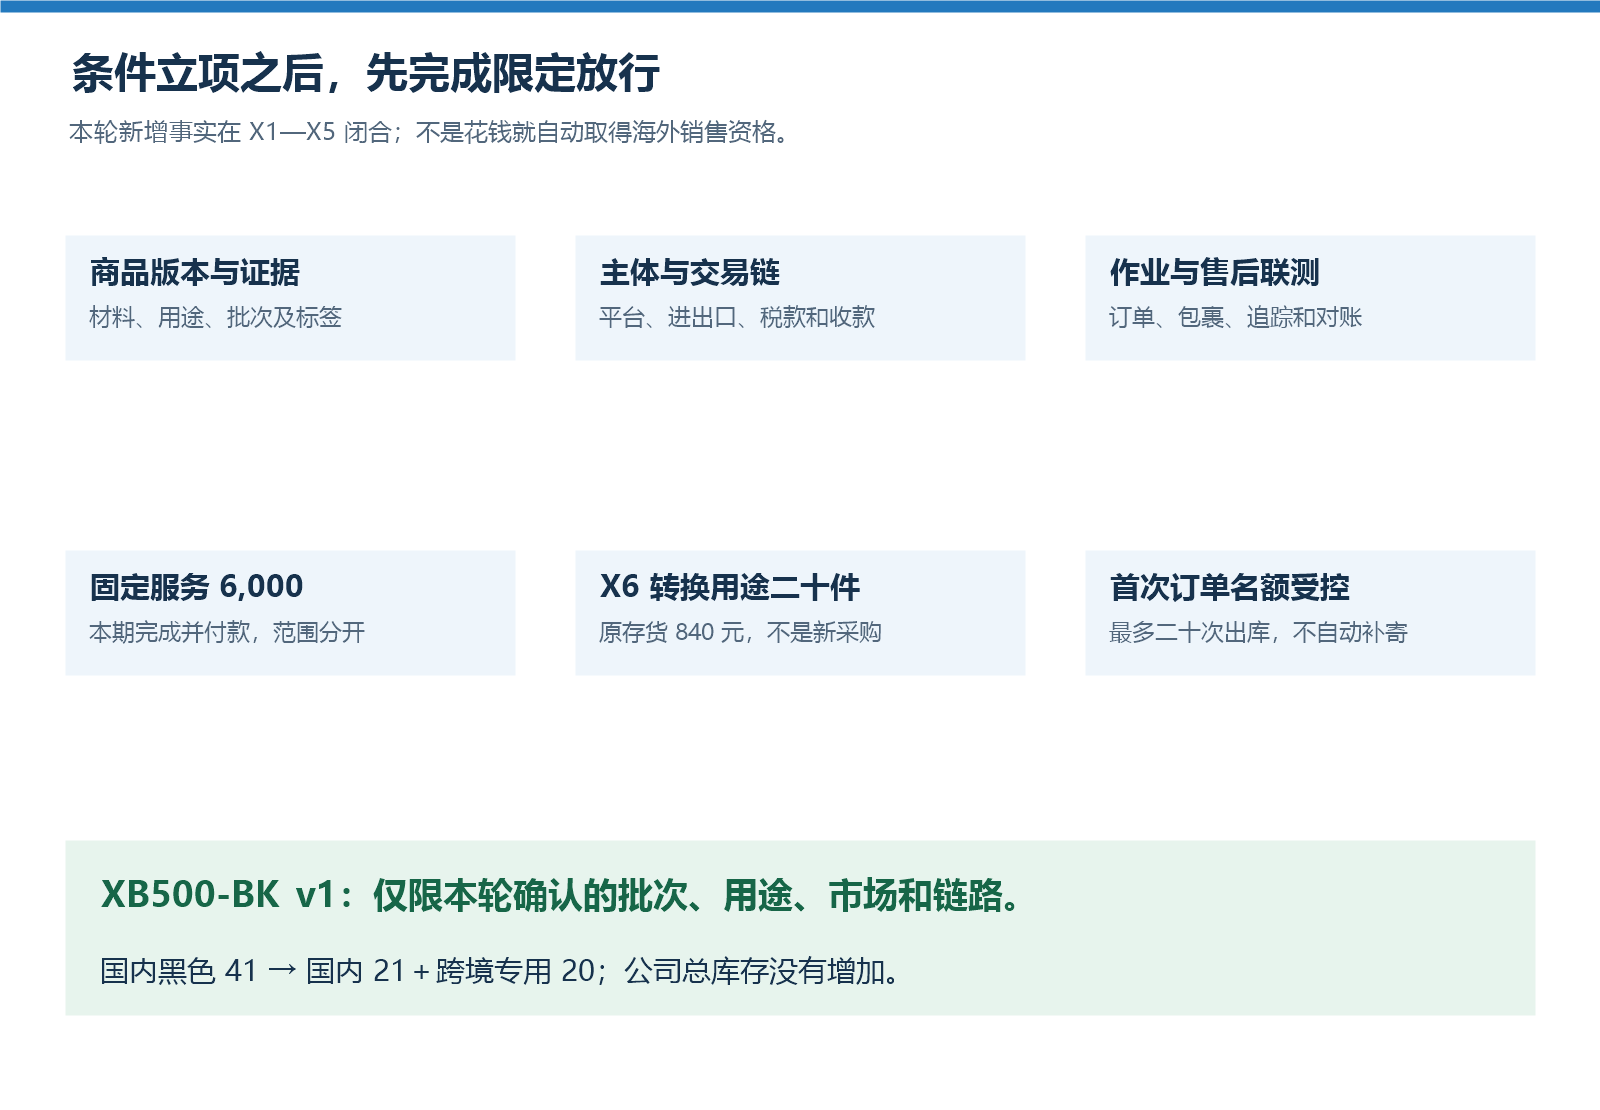 条件立项之后，先完成限定放行
本轮新增事实在 X1—X5 闭合；不是花钱就自动取得海外销售资格。
商品版本与证据
材料、用途、批次及标签
主体与交易链
平台、进出口、税款和收款
作业与售后联测
订单、包裹、追踪和对账
固定服务 6,000
本期完成并付款，范围分开
X6 转换用途二十件
原存货 840 元，不是新采购
首次订单名额受控
最多二十次出库，不自动补寄
XB500-BK v1：仅限本轮确认的批次、用途、市场和链路。
国内黑色 41 → 国内 21＋跨境专用 20；公司总库存没有增加。